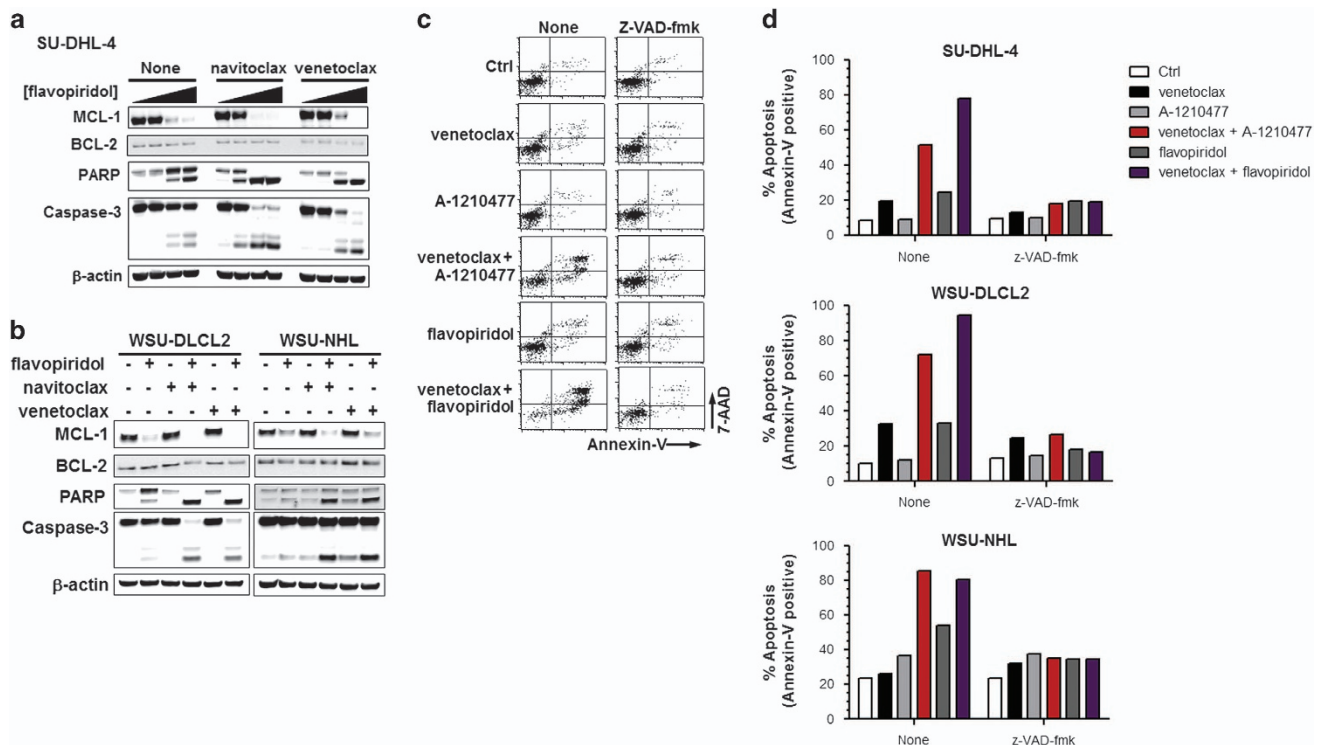 a
SU-DHL-4
None navitoclax venetoclax
[flavopiridol]
MCL-1
BCL-2
PARP
Caspase-3
β-actin
b
WSU-DLCL2 WSU-NHL
flavopiridol - + - + - + - + - + - +
navitoclax - - + + - - + +
venetoclax - - + + - - + +
MCL-1
BCL-2
PARP
Caspase-3
β-actin
c
None Z-VAD-fmk
Ctrl
venetoclax
A-1210477
venetoclax +
A-1210477
flavopiridol
venetoclax +
flavopiridol
7-AAD
Annexin-V
d
SU-DHL-4
% Apoptosis
(Annexin-V positive)
100
80
60
40
20
0
None z-VAD-fmk
Ctrl
venetoclax
A-1210477
venetoclax + A-1210477
flavopiridol
venetoclax + flavopiridol
WSU-DLCL2
% Apoptosis
(Annexin-V positive)
100
80
60
40
20
0
None z-VAD-fmk
WSU-NHL
% Apoptosis
(Annexin-V positive)
100
80
60
40
20
0
None z-VAD-fmk